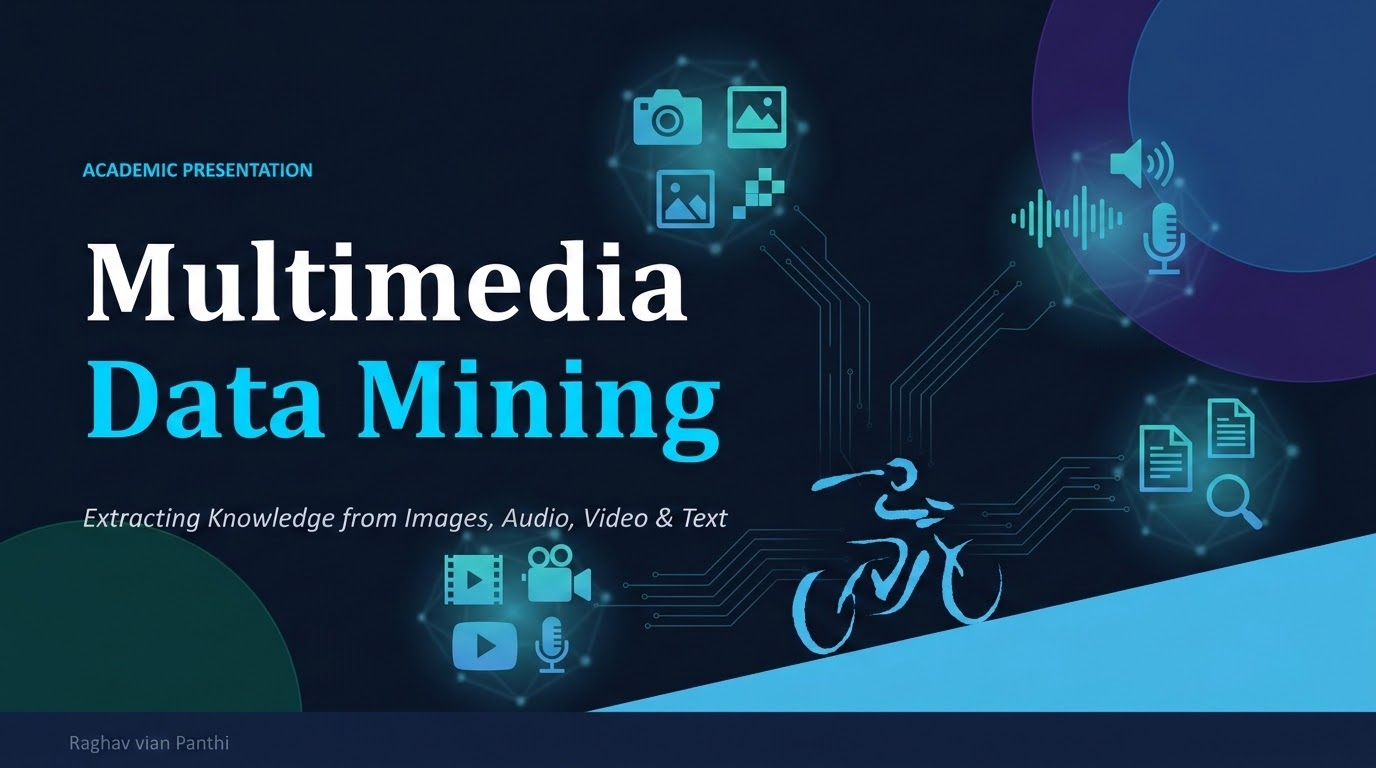 ACADEMIC PRESENTATION
Multimedia
Data Mining
Extracting Knowledge from Images, Audio, Video & Text
Raghav vian Panthi